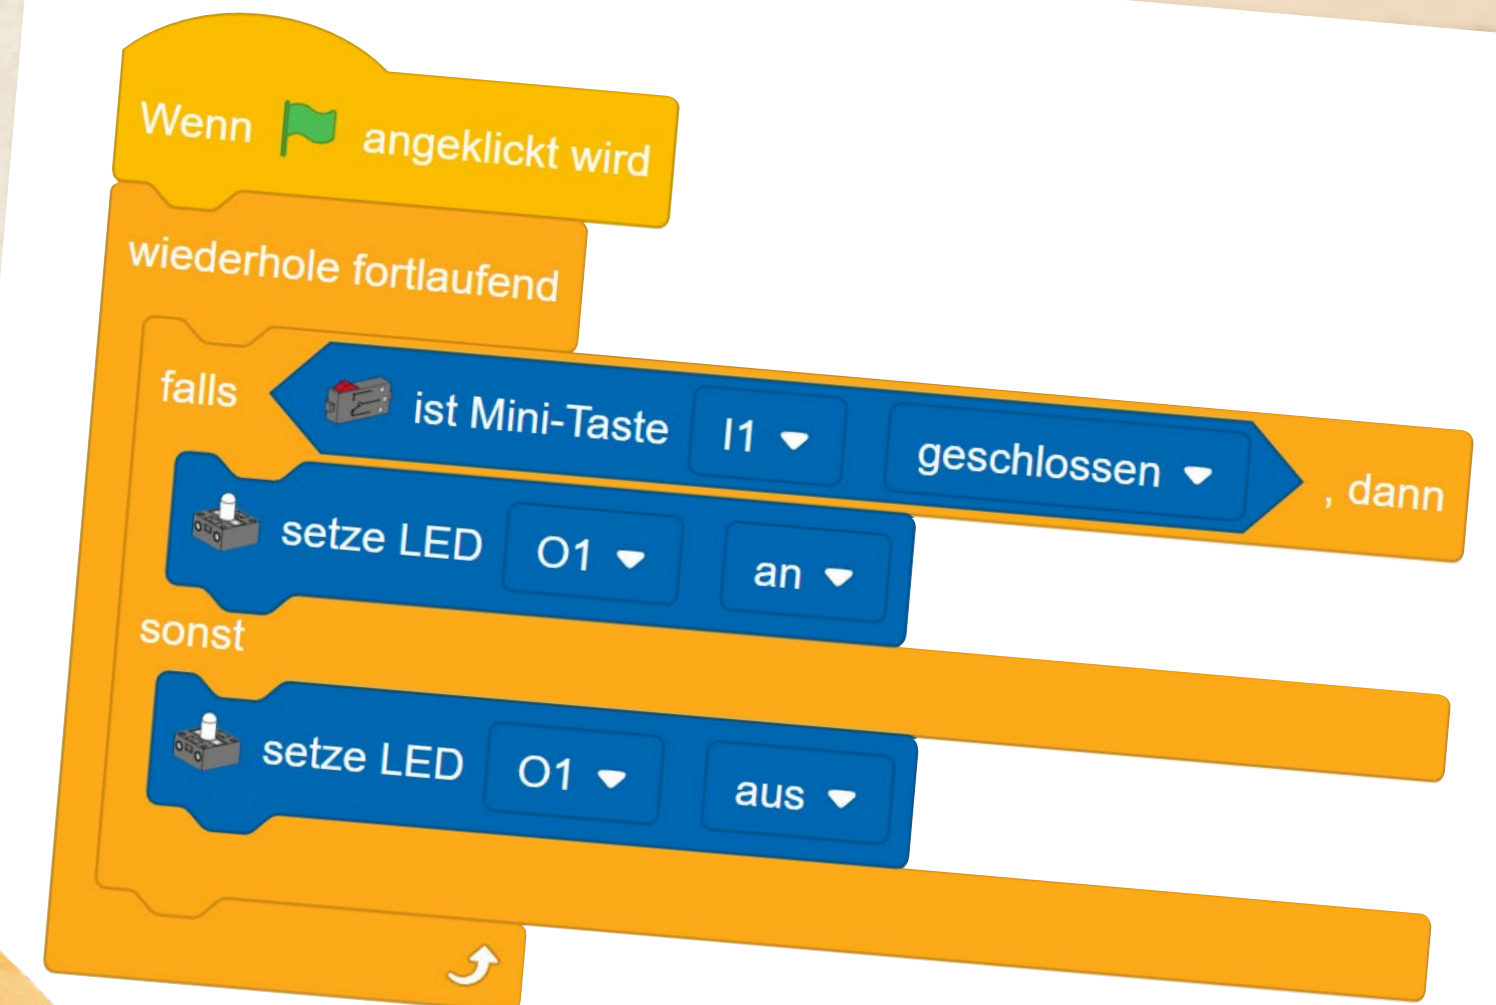 Wenn angeklickt wird
wiederhole fortlaufend
falls ist Mini-Taste I1 geschlossen , dann
setze LED O1 an
sonst
setze LED O1 aus